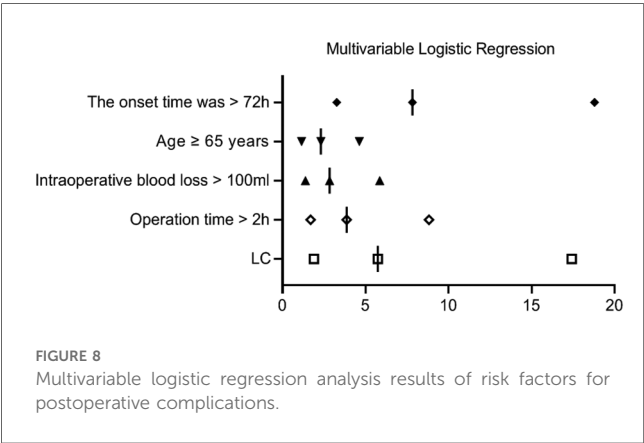 Multivariable Logistic Regression
The onset time was > 72h
Age ≥ 65 years
Intraoperative blood loss > 100ml
Operation time > 2h
LC
0 5 10 15 20
FIGURE 8
Multivariable logistic regression analysis results of risk factors for
postoperative complications.